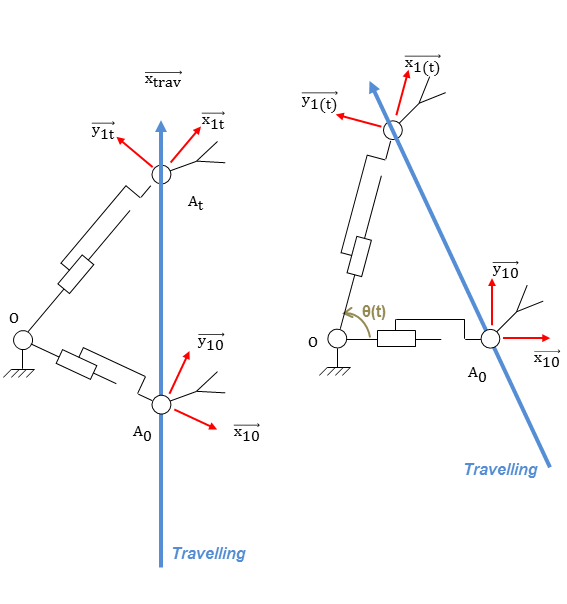 x_trav
y_1t
x_1t
A_t
O
y_10
A_0
x_10
Travelling
x_1(t)
y_1(t)
y_10
θ(t)
O
x_10
A_0
Travelling